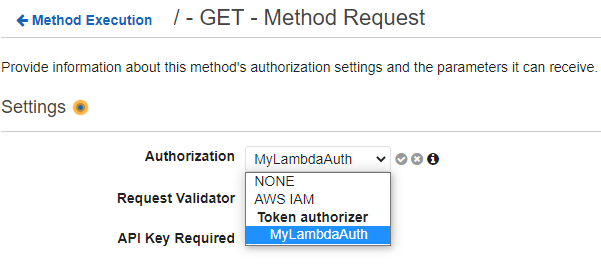 Method Execution / - GET - Method Request
Provide information about this method's authorization settings and the parameters it can receive.
Settings
Authorization MyLambdaAuth
NONE
Request Validator AWS IAM
Token authorizer
API Key Required MyLambdaAuth